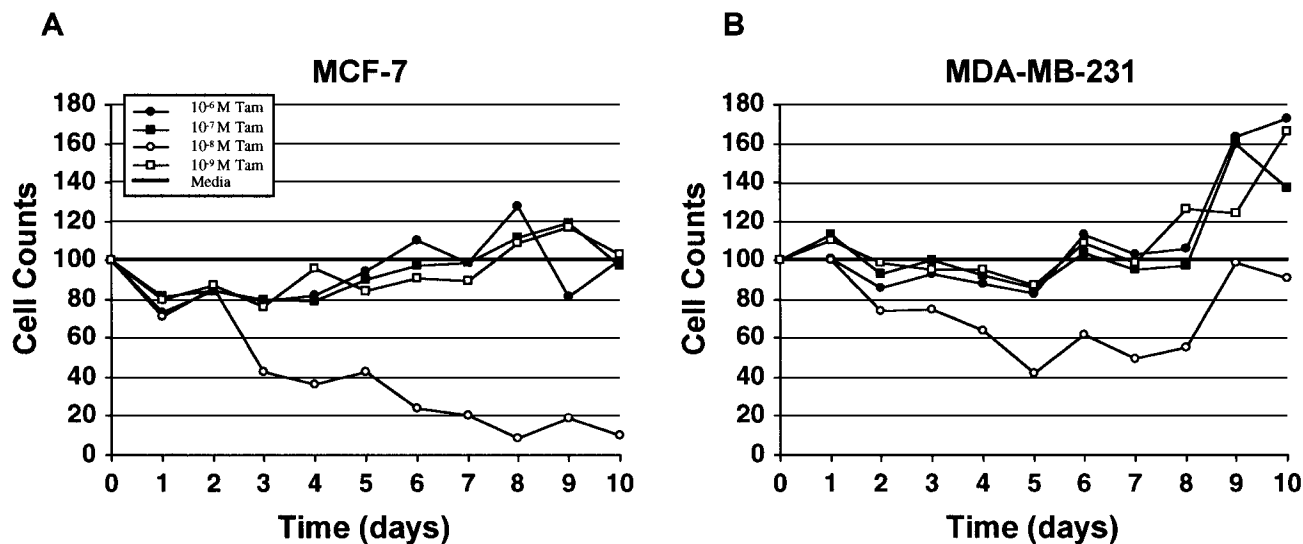 A
MCF-7
180
160
140
120
100
80
60
40
20
0
Cell Counts
10-6 M Tam
10-7 M Tam
10-8 M Tam
10-9 M Tam
Media
0 1 2 3 4 5 6 7 8 9 10
Time (days)
B
MDA-MB-231
180
160
140
120
100
80
60
40
20
0
Cell Counts
0 1 2 3 4 5 6 7 8 9 10
Time (days)